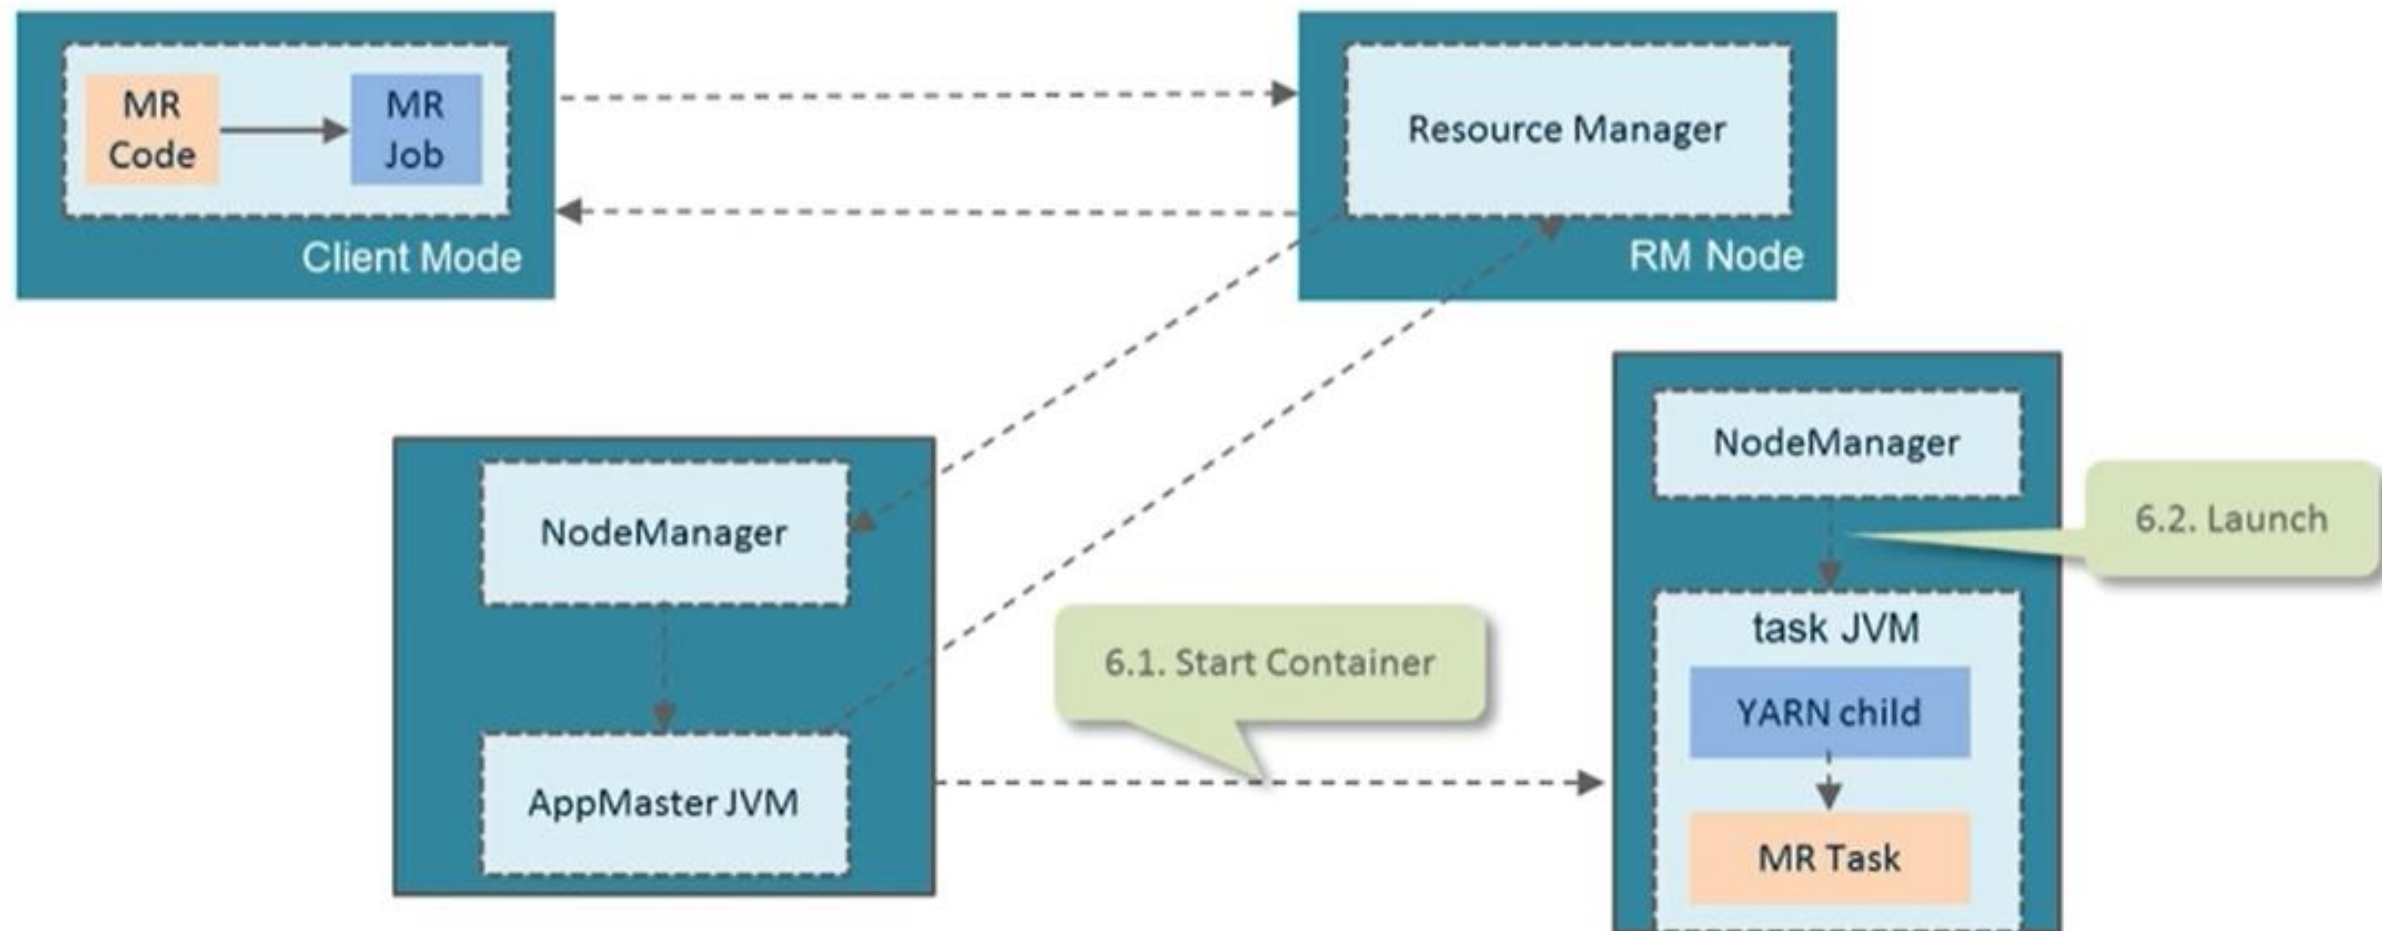 MR
Code
MR
Job
Client Mode
Resource Manager
RM Node
NodeManager
AppMaster JVM
6.1. Start Container
NodeManager
6.2. Launch
task JVM
YARN child
MR Task